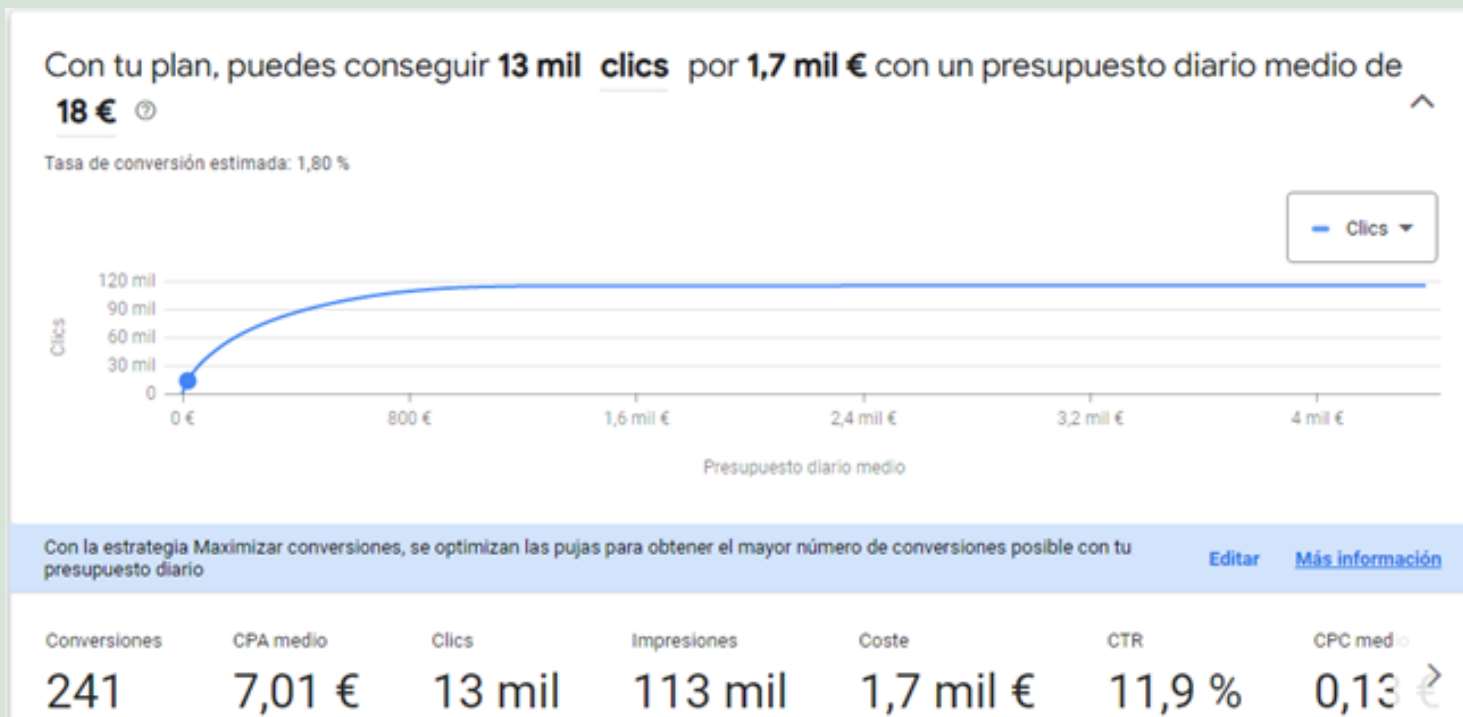 Con tu plan, puedes conseguir 13 mil clics por 1,7 mil € con un presupuesto diario medio de
18 €
Tasa de conversión estimada: 1,80 %
Clics
120 mil
90 mil
60 mil
30 mil
0
Clics
0 €
800 €
1,6 mil €
2,4 mil €
3,2 mil €
4 mil €
Presupuesto diario medio
Con la estrategia Maximizar conversiones, se optimizan las pujas para obtener el mayor número de conversiones posible con tu
presupuesto diario
Editar
Más información
Conversiones
241
CPA medio
7,01 €
Clics
13 mil
Impresiones
113 mil
Coste
1,7 mil €
CTR
11,9 %
CPC medio
0,13 €